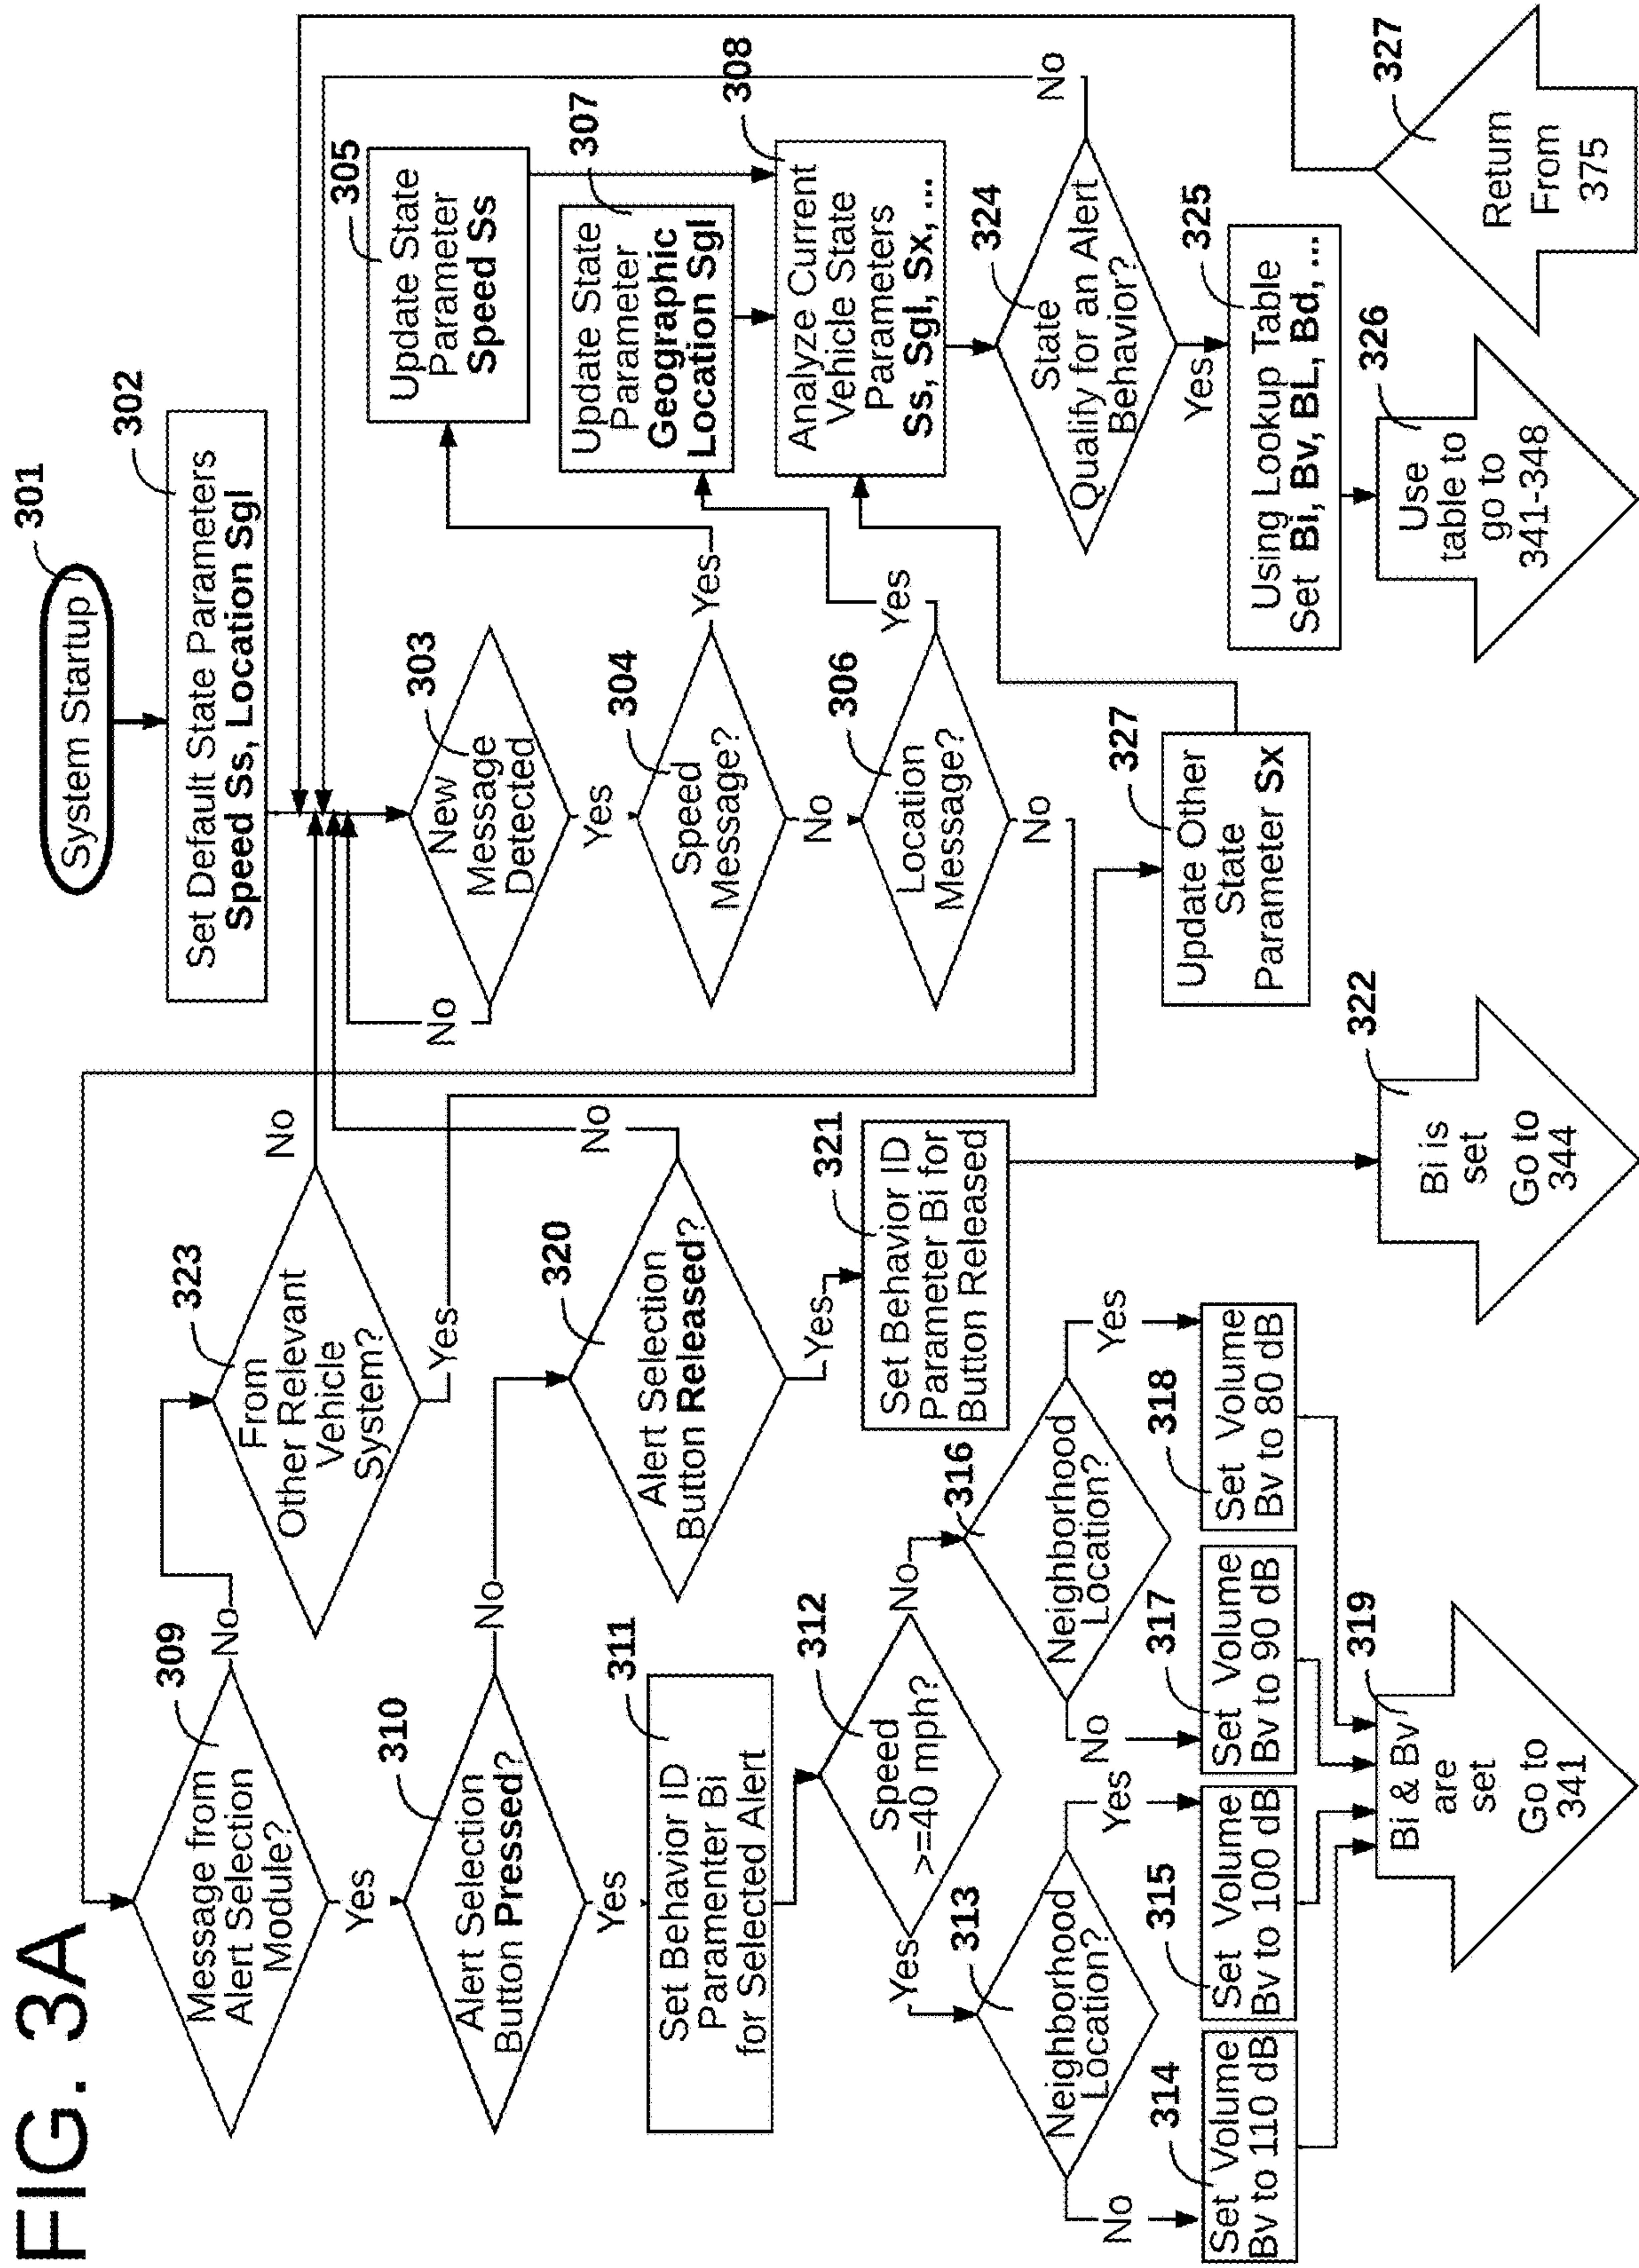 FIG. 3A
System Startup
301
Set Default State Parameters
Speed Ss, Location Sgl
302
New
Message
Detected
303
No
Yes
Speed
Message?
304
Yes
No
Update State
Parameter
Speed Ss
305
Location
Message?
306
Yes
No
Update State
Parameter
Geographic
Location Sgl
307
Analyze Current
Vehicle State
Parameters
Ss, Sgl, Sx, ...
308
State
Qualify for an Alert
Behavior?
324
No
Yes
Using Lookup Table
Set Bi, Bv, BL, Bd, ...
325
Use
table to
go to
341-348
326
Return
From
375
327
Update Other
State
Parameter Sx
327
Message from
Alert Selection
Module?
309
No
Yes
From
Other Relevant
Vehicle
System?
323
No
Yes
Alert Selection
Button Pressed?
310
No
Yes
Alert Selection
Button Released?
320
No
Yes
Set Behavior ID
Parameter Bi for
Button Released
321
Bi is
set
Go to
344
322
Set Behavior ID
Paramenter Bi
for Selected Alert
311
Speed
>=40 mph?
312
Yes
No
Neighborhood
Location?
313
No
Yes
Neighborhood
Location?
316
No
Yes
Set Volume
Bv to 110 dB
314
Set Volume
Bv to 100 dB
315
Set Volume
Bv to 90 dB
317
Set Volume
Bv to 80 dB
318
Bi & Bv
are
set
Go to
341
319